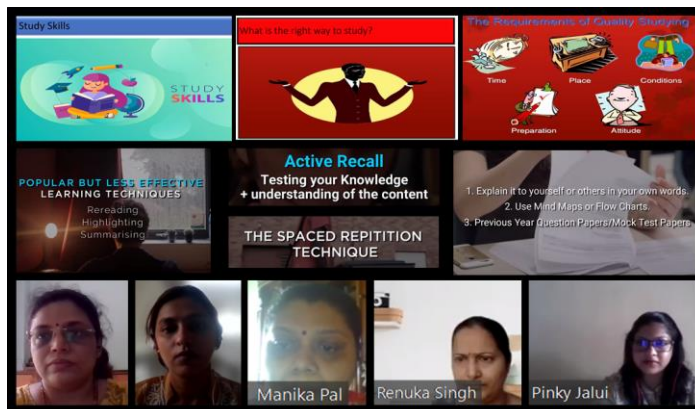 Study Skills
STUDY
SKILLS
What is the right way to study?
The Requirements of Quality Studying
Time
Place
Conditions
Preparation
Attitude
POPULAR BUT LESS EFFECTIVE
LEARNING TECHNIQUES
Rereading
Highlighting
Summarising
Active Recall
Testing your Knowledge
+ understanding of the content
THE SPACED REPITITION
TECHNIQUE
1. Explain it to yourself or others in your own words.
2. Use Mind Maps or Flow Charts.
3. Previous Year Question Papers/Mock Test Papers
Manika Pal
Renuka Singh
Pinky Jalui